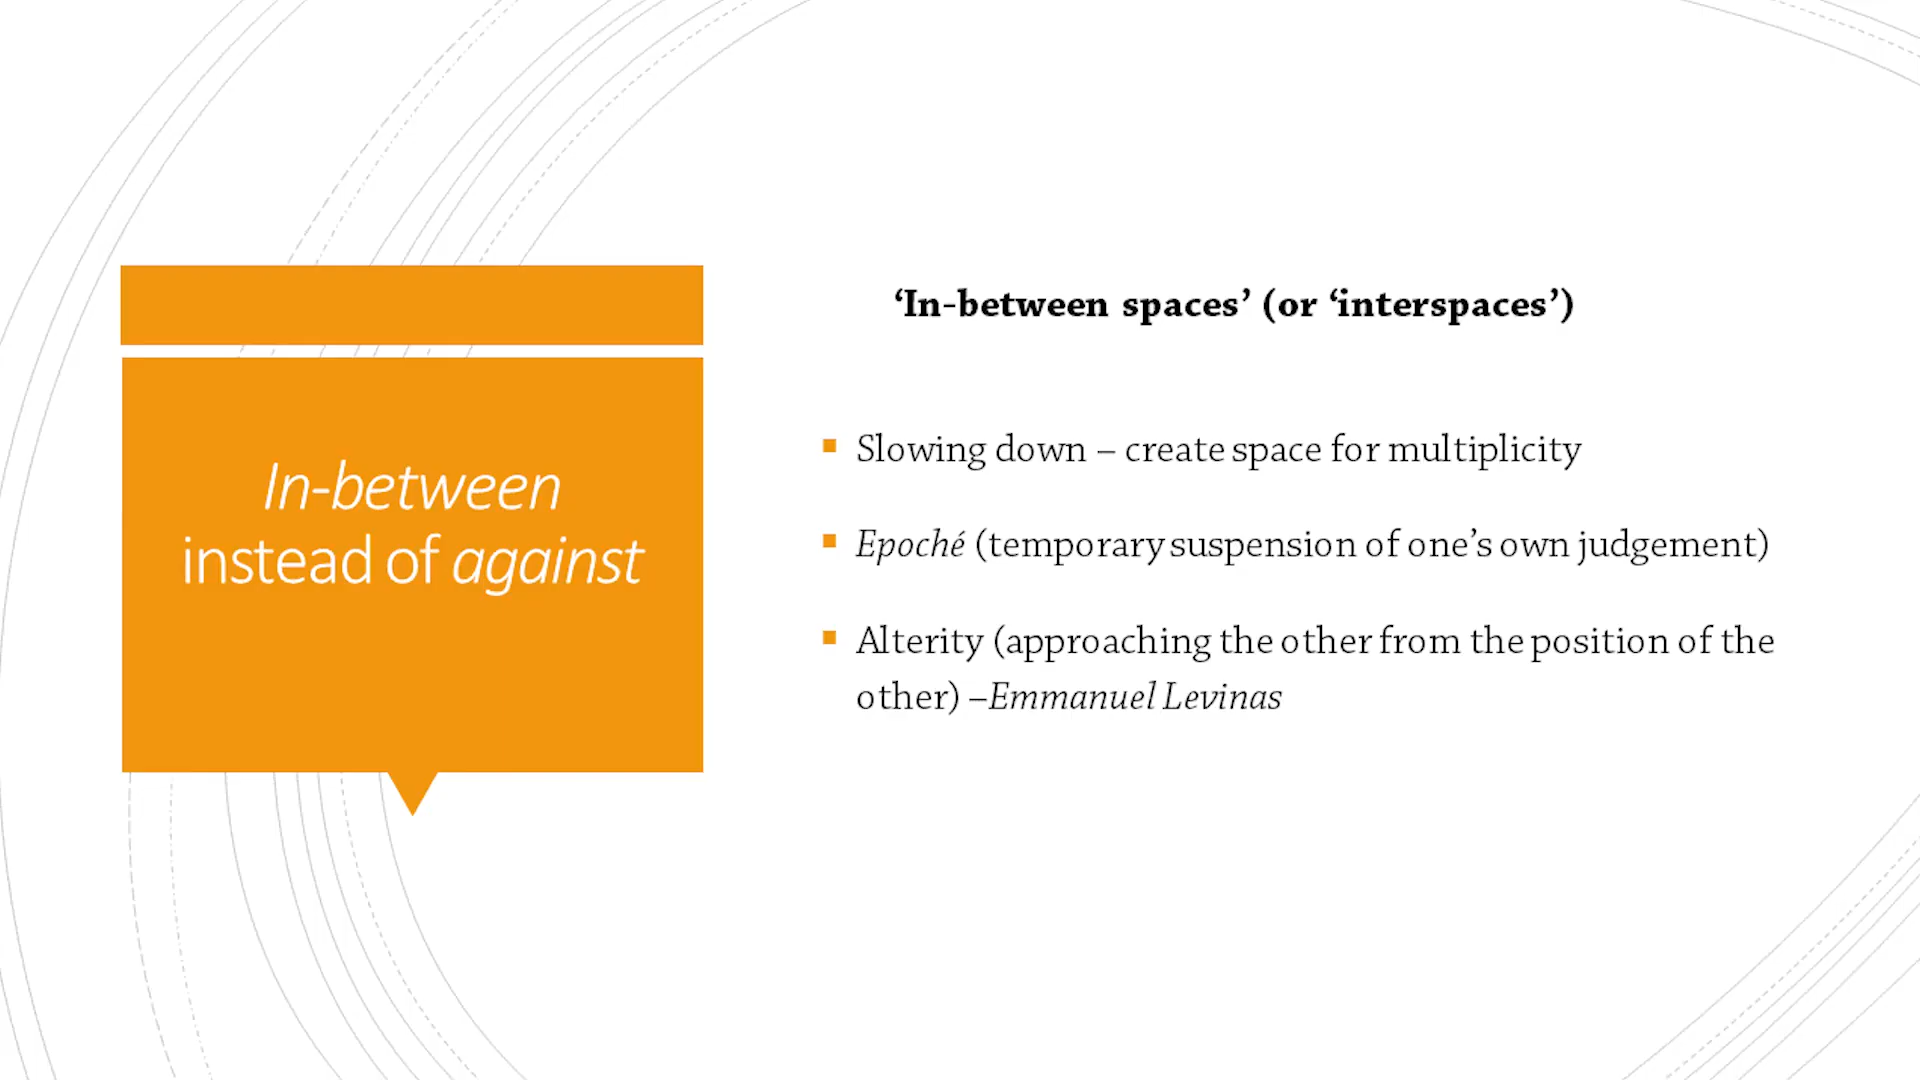 In-between
instead of against
‘In-between spaces’ (or ‘interspaces’)
Slowing down – create space for multiplicity
Epoché (temporary suspension of one’s own judgement)
Alterity (approaching the other from the position of the
other) –Emmanuel Levinas